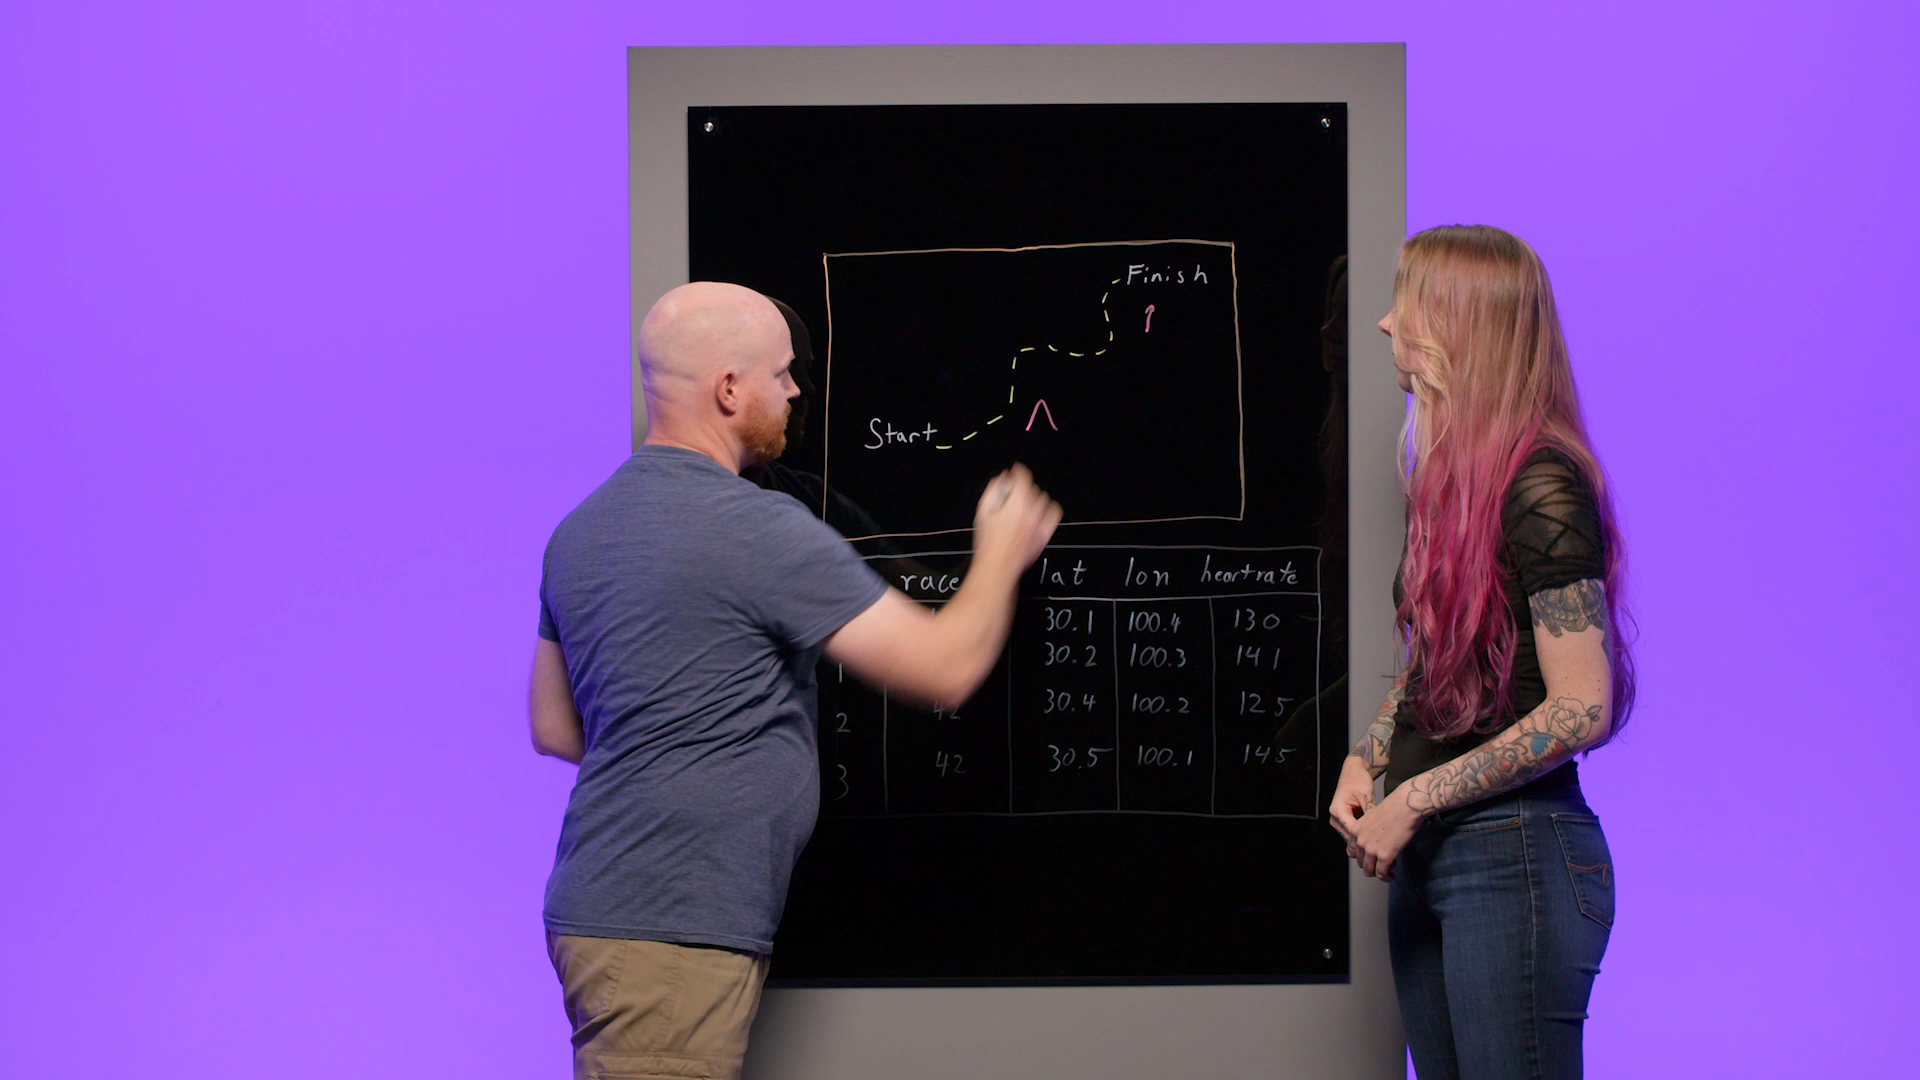 Finish
Start
race lat lon heartrate
30.1 100.4 130
1 30.2 100.3 141
2 42 30.4 100.2 125
3 42 30.5 100.1 145